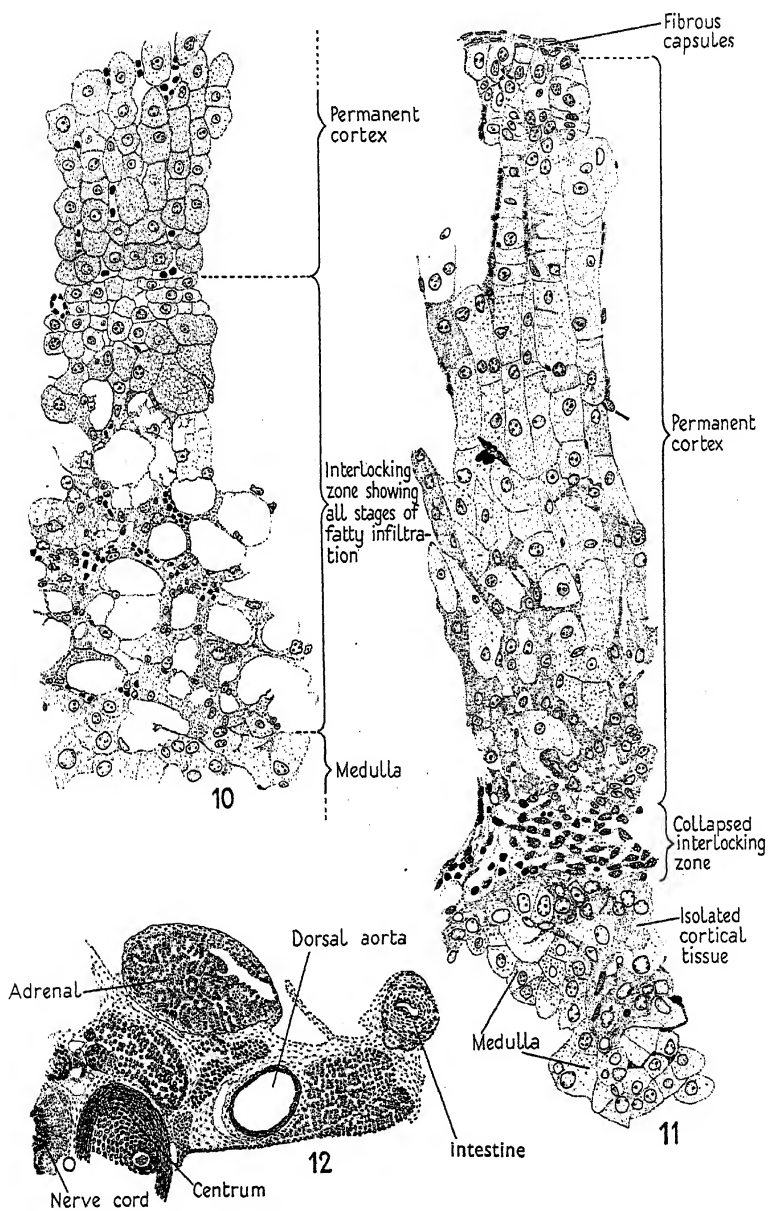 Fibrous
capsules
Permanent
cortex
Interlocking
zone showing
all stages of
fatty infiltra-
tion
Medulla
10
Permanent
cortex
Collapsed
interlocking
zone
Isolated
cortical
tissue
Medulla
11
Dorsal aorta
Adrenal
intestine
12
Centrum
Nerve cord